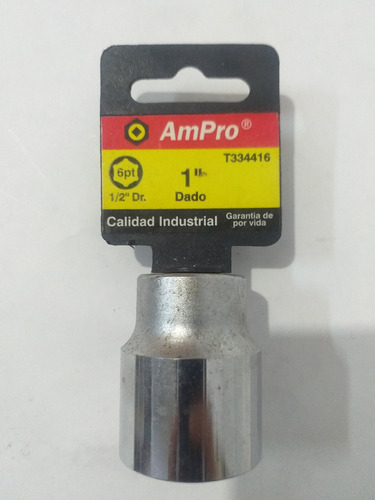 AmPro®
T334416
6pt
1"
1/2" Dr.
Dado
Calidad Industrial
Garantia de
por vida